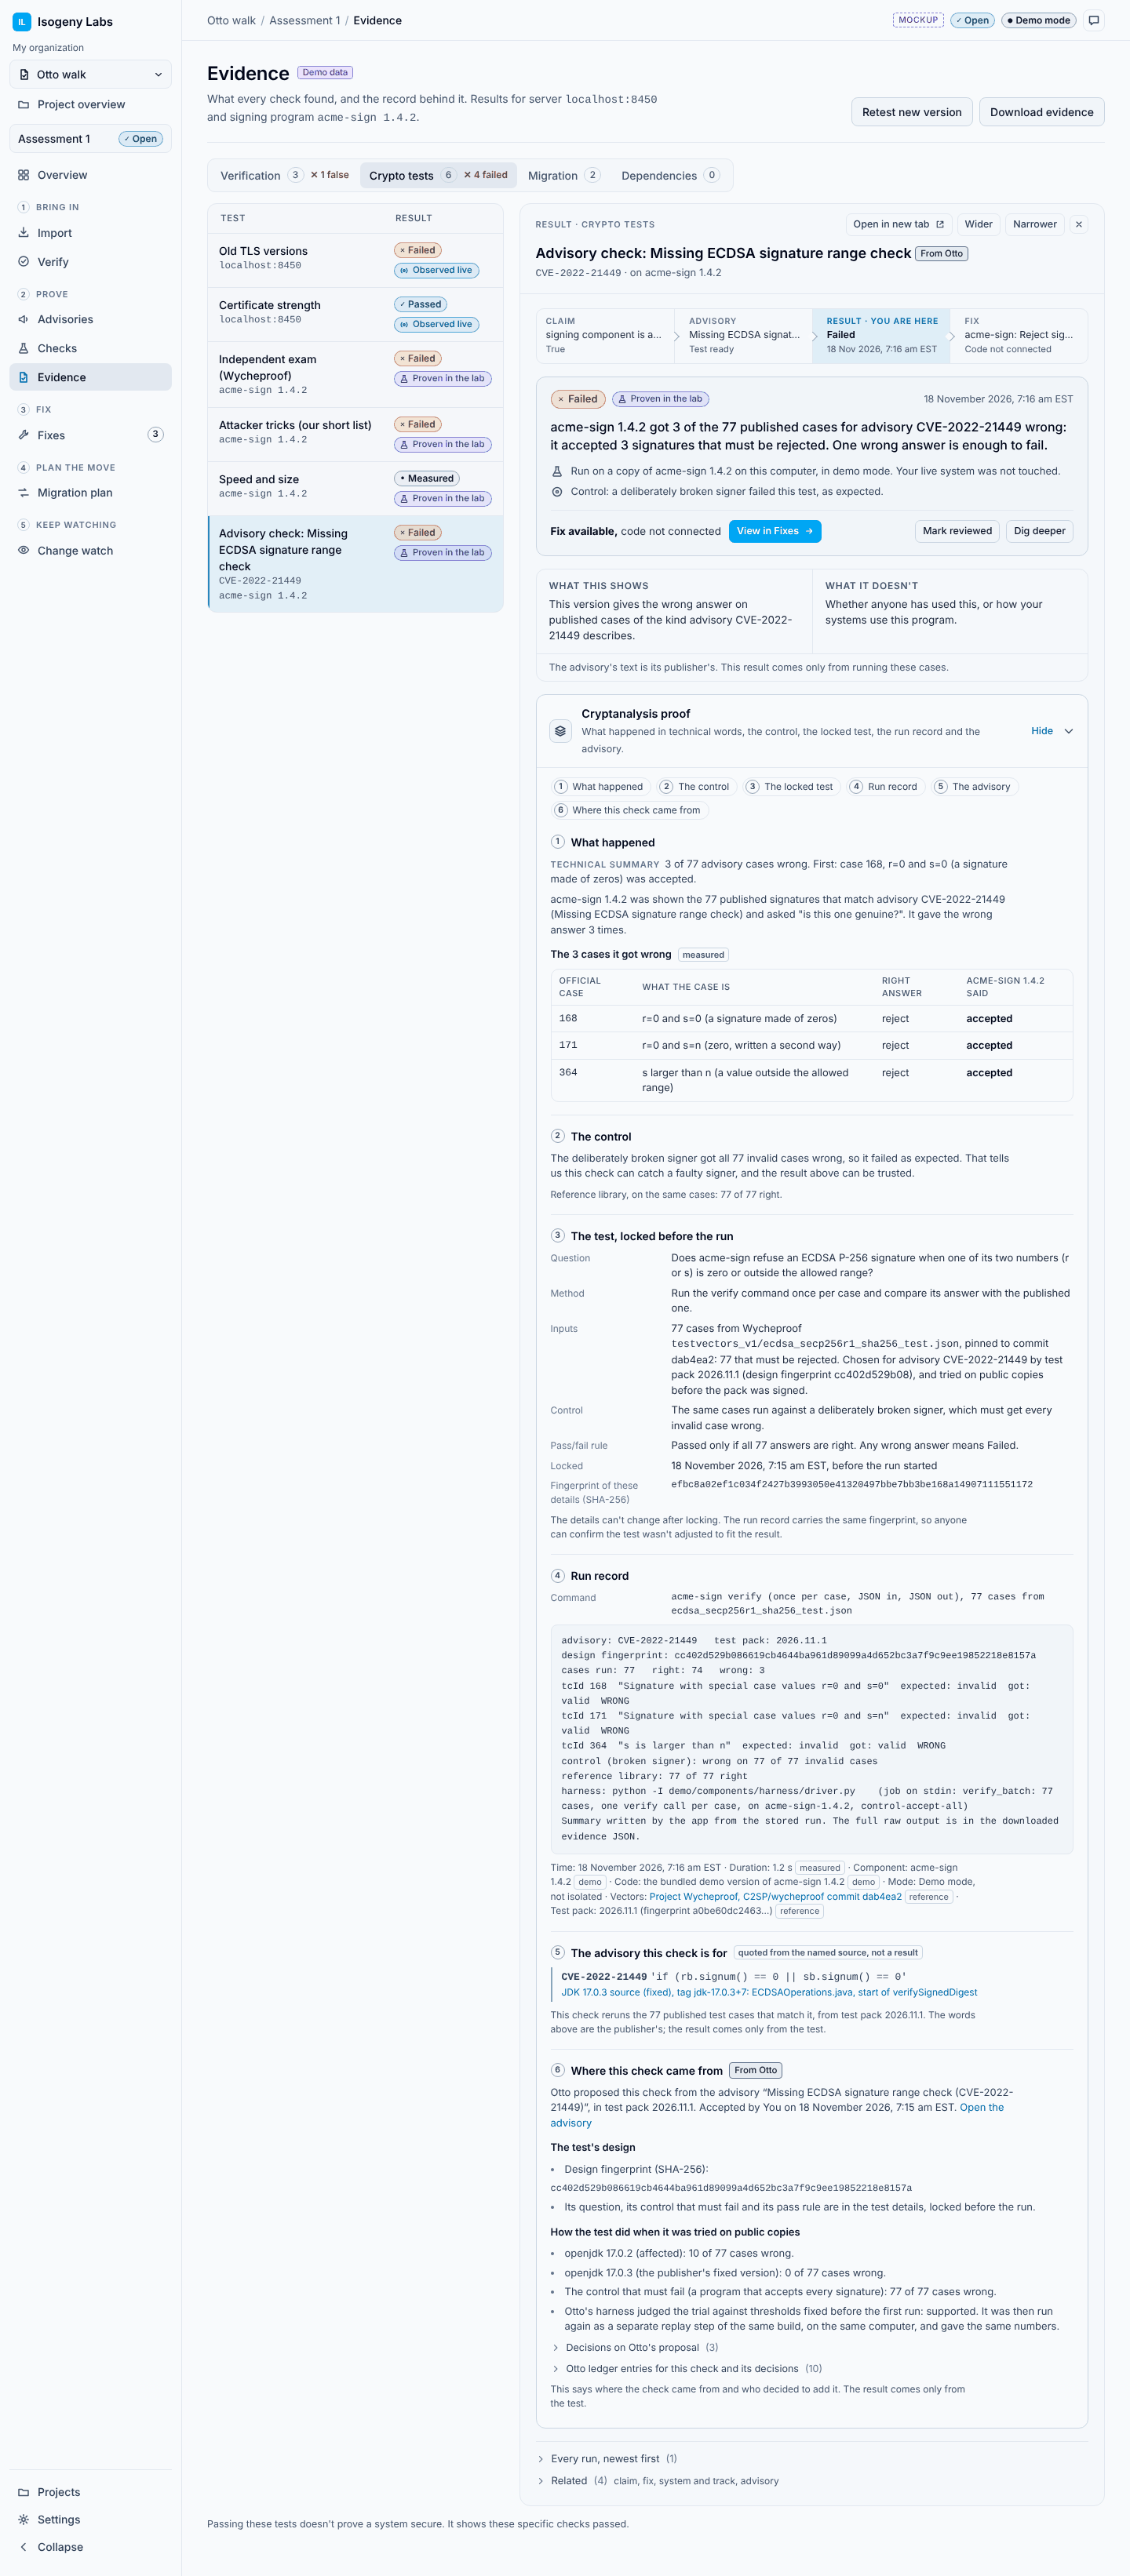 IL Isogeny Labs
My organization
Otto walk
Project overview
Assessment 1 ✓ Open
Overview
1 BRING IN
Import
Verify
2 PROVE
Advisories
Checks
Evidence
3 FIX
Fixes 3
4 PLAN THE MOVE
Migration plan
5 KEEP WATCHING
Change watch
Projects
Settings
Collapse
Otto walk / Assessment 1 / Evidence
MOCKUP ✓ Open ● Demo mode
Evidence Demo data
What every check found, and the record behind it. Results for server localhost:8450
and signing program acme-sign 1.4.2.
Retest new version Download evidence
Verification 3 ✕ 1 false Crypto tests 6 ✕ 4 failed Migration 2 Dependencies 0
TEST RESULT
Old TLS versions
localhost:8450
× Failed
Observed live
Certificate strength
localhost:8450
✓ Passed
Observed live
Independent exam
(Wycheproof)
acme-sign 1.4.2
× Failed
Proven in the lab
Attacker tricks (our short list)
acme-sign 1.4.2
× Failed
Proven in the lab
Speed and size
acme-sign 1.4.2
• Measured
Proven in the lab
Advisory check: Missing
ECDSA signature range
check
CVE-2022-21449
acme-sign 1.4.2
× Failed
Proven in the lab
RESULT · CRYPTO TESTS
Open in new tab Wider Narrower ×
Advisory check: Missing ECDSA signature range check From Otto
CVE-2022-21449 · on acme-sign 1.4.2
CLAIM
signing component is a...
True
ADVISORY
Missing ECDSA signat...
Test ready
RESULT · YOU ARE HERE
Failed
18 Nov 2026, 7:16 am EST
FIX
acme-sign: Reject sig...
Code not connected
× Failed Proven in the lab 18 November 2026, 7:16 am EST
acme-sign 1.4.2 got 3 of the 77 published cases for advisory CVE-2022-21449 wrong:
it accepted 3 signatures that must be rejected. One wrong answer is enough to fail.
Run on a copy of acme-sign 1.4.2 on this computer, in demo mode. Your live system was not touched.
Control: a deliberately broken signer failed this test, as expected.
Fix available, code not connected View in Fixes → Mark reviewed Dig deeper
WHAT THIS SHOWS
This version gives the wrong answer on
published cases of the kind advisory CVE-2022-
21449 describes.
WHAT IT DOESN'T
Whether anyone has used this, or how your
systems use this program.
The advisory's text is its publisher's. This result comes only from running these cases.
Cryptanalysis proof
What happened in technical words, the control, the locked test, the run record and the
advisory.
Hide
1 What happened 2 The control 3 The locked test 4 Run record 5 The advisory
6 Where this check came from
1 What happened
TECHNICAL SUMMARY 3 of 77 advisory cases wrong. First: case 168, r=0 and s=0 (a signature
made of zeros) was accepted.
acme-sign 1.4.2 was shown the 77 published signatures that match advisory CVE-2022-21449
(Missing ECDSA signature range check) and asked "is this one genuine?". It gave the wrong
answer 3 times.
The 3 cases it got wrong measured
OFFICIAL
CASE
WHAT THE CASE IS
RIGHT
ANSWER
ACME-SIGN 1.4.2
SAID
168 r=0 and s=0 (a signature made of zeros) reject accepted
171 r=0 and s=n (zero, written a second way) reject accepted
364 s larger than n (a value outside the allowed
range) reject accepted
2 The control
The deliberately broken signer got all 77 invalid cases wrong, so it failed as expected. That tells
us this check can catch a faulty signer, and the result above can be trusted.
Reference library, on the same cases: 77 of 77 right.
3 The test, locked before the run
Question Does acme-sign refuse an ECDSA P-256 signature when one of its two numbers (r
or s) is zero or outside the allowed range?
Method Run the verify command once per case and compare its answer with the published
one.
Inputs 77 cases from Wycheproof
testvectors_v1/ecdsa_secp256r1_sha256_test.json, pinned to commit
dab4ea2: 77 that must be rejected. Chosen for advisory CVE-2022-21449 by test
pack 2026.11.1 (design fingerprint cc402d529b08), and tried on public copies
before the pack was signed.
Control The same cases run against a deliberately broken signer, which must get every
invalid case wrong.
Pass/fail rule Passed only if all 77 answers are right. Any wrong answer means Failed.
Locked 18 November 2026, 7:15 am EST, before the run started
Fingerprint of these
details (SHA-256)
efbc8a02ef1c034f2427b3993050e41320497bbe7bb3be168a14907111551172
The details can't change after locking. The run record carries the same fingerprint, so anyone
can confirm the test wasn't adjusted to fit the result.
4 Run record
Command acme-sign verify (once per case, JSON in, JSON out), 77 cases from
ecdsa_secp256r1_sha256_test.json
advisory: CVE-2022-21449 test pack: 2026.11.1
design fingerprint: cc402d529b086619cb4644ba961d89099a4d652bc3a7f9c9ee19852218e8157a
cases run: 77 right: 74 wrong: 3
tcId 168 "Signature with special case values r=0 and s=0" expected: invalid got:
valid WRONG
tcId 171 "Signature with special case values r=0 and s=n" expected: invalid got:
valid WRONG
tcId 364 "s is larger than n" expected: invalid got: valid WRONG
control (broken signer): wrong on 77 of 77 invalid cases
reference library: 77 of 77 right
harness: python -I demo/components/harness/driver.py (job on stdin: verify_batch: 77
cases, one verify call per case, on acme-sign-1.4.2, control-accept-all)
Summary written by the app from the stored run. The full raw output is in the downloaded
evidence JSON.
Time: 18 November 2026, 7:16 am EST · Duration: 1.2 s measured · Component: acme-sign
1.4.2 demo · Code: the bundled demo version of acme-sign 1.4.2 demo · Mode: Demo mode,
not isolated · Vectors: Project Wycheproof, C2SP/wycheproof commit dab4ea2 reference ·
Test pack: 2026.11.1 (fingerprint a0be60dc2463...) reference
5 The advisory this check is for quoted from the named source, not a result
CVE-2022-21449 'if (rb.signum() == 0 || sb.signum() == 0'
JDK 17.0.3 source (fixed), tag jdk-17.0.3+7: ECDSAOperations.java, start of verifySignedDigest
This check reruns the 77 published test cases that match it, from test pack 2026.11.1. The words
above are the publisher's; the result comes only from the test.
6 Where this check came from From Otto
Otto proposed this check from the advisory “Missing ECDSA signature range check (CVE-2022-
21449)”, in test pack 2026.11.1. Accepted by You on 18 November 2026, 7:15 am EST. Open the
advisory
The test's design
• Design fingerprint (SHA-256):
cc402d529b086619cb4644ba961d89099a4d652bc3a7f9c9ee19852218e8157a
• Its question, its control that must fail and its pass rule are in the test details, locked before the run.
How the test did when it was tried on public copies
• openjdk 17.0.2 (affected): 10 of 77 cases wrong.
• openjdk 17.0.3 (the publisher's fixed version): 0 of 77 cases wrong.
• The control that must fail (a program that accepts every signature): 77 of 77 cases wrong.
• Otto's harness judged the trial against thresholds fixed before the first run: supported. It was then run
again as a separate replay step of the same build, on the same computer, and gave the same numbers.
Decisions on Otto's proposal (3)
Otto ledger entries for this check and its decisions (10)
This says where the check came from and who decided to add it. The result comes only from
the test.
Every run, newest first (1)
Related (4) claim, fix, system and track, advisory
Passing these tests doesn't prove a system secure. It shows these specific checks passed.